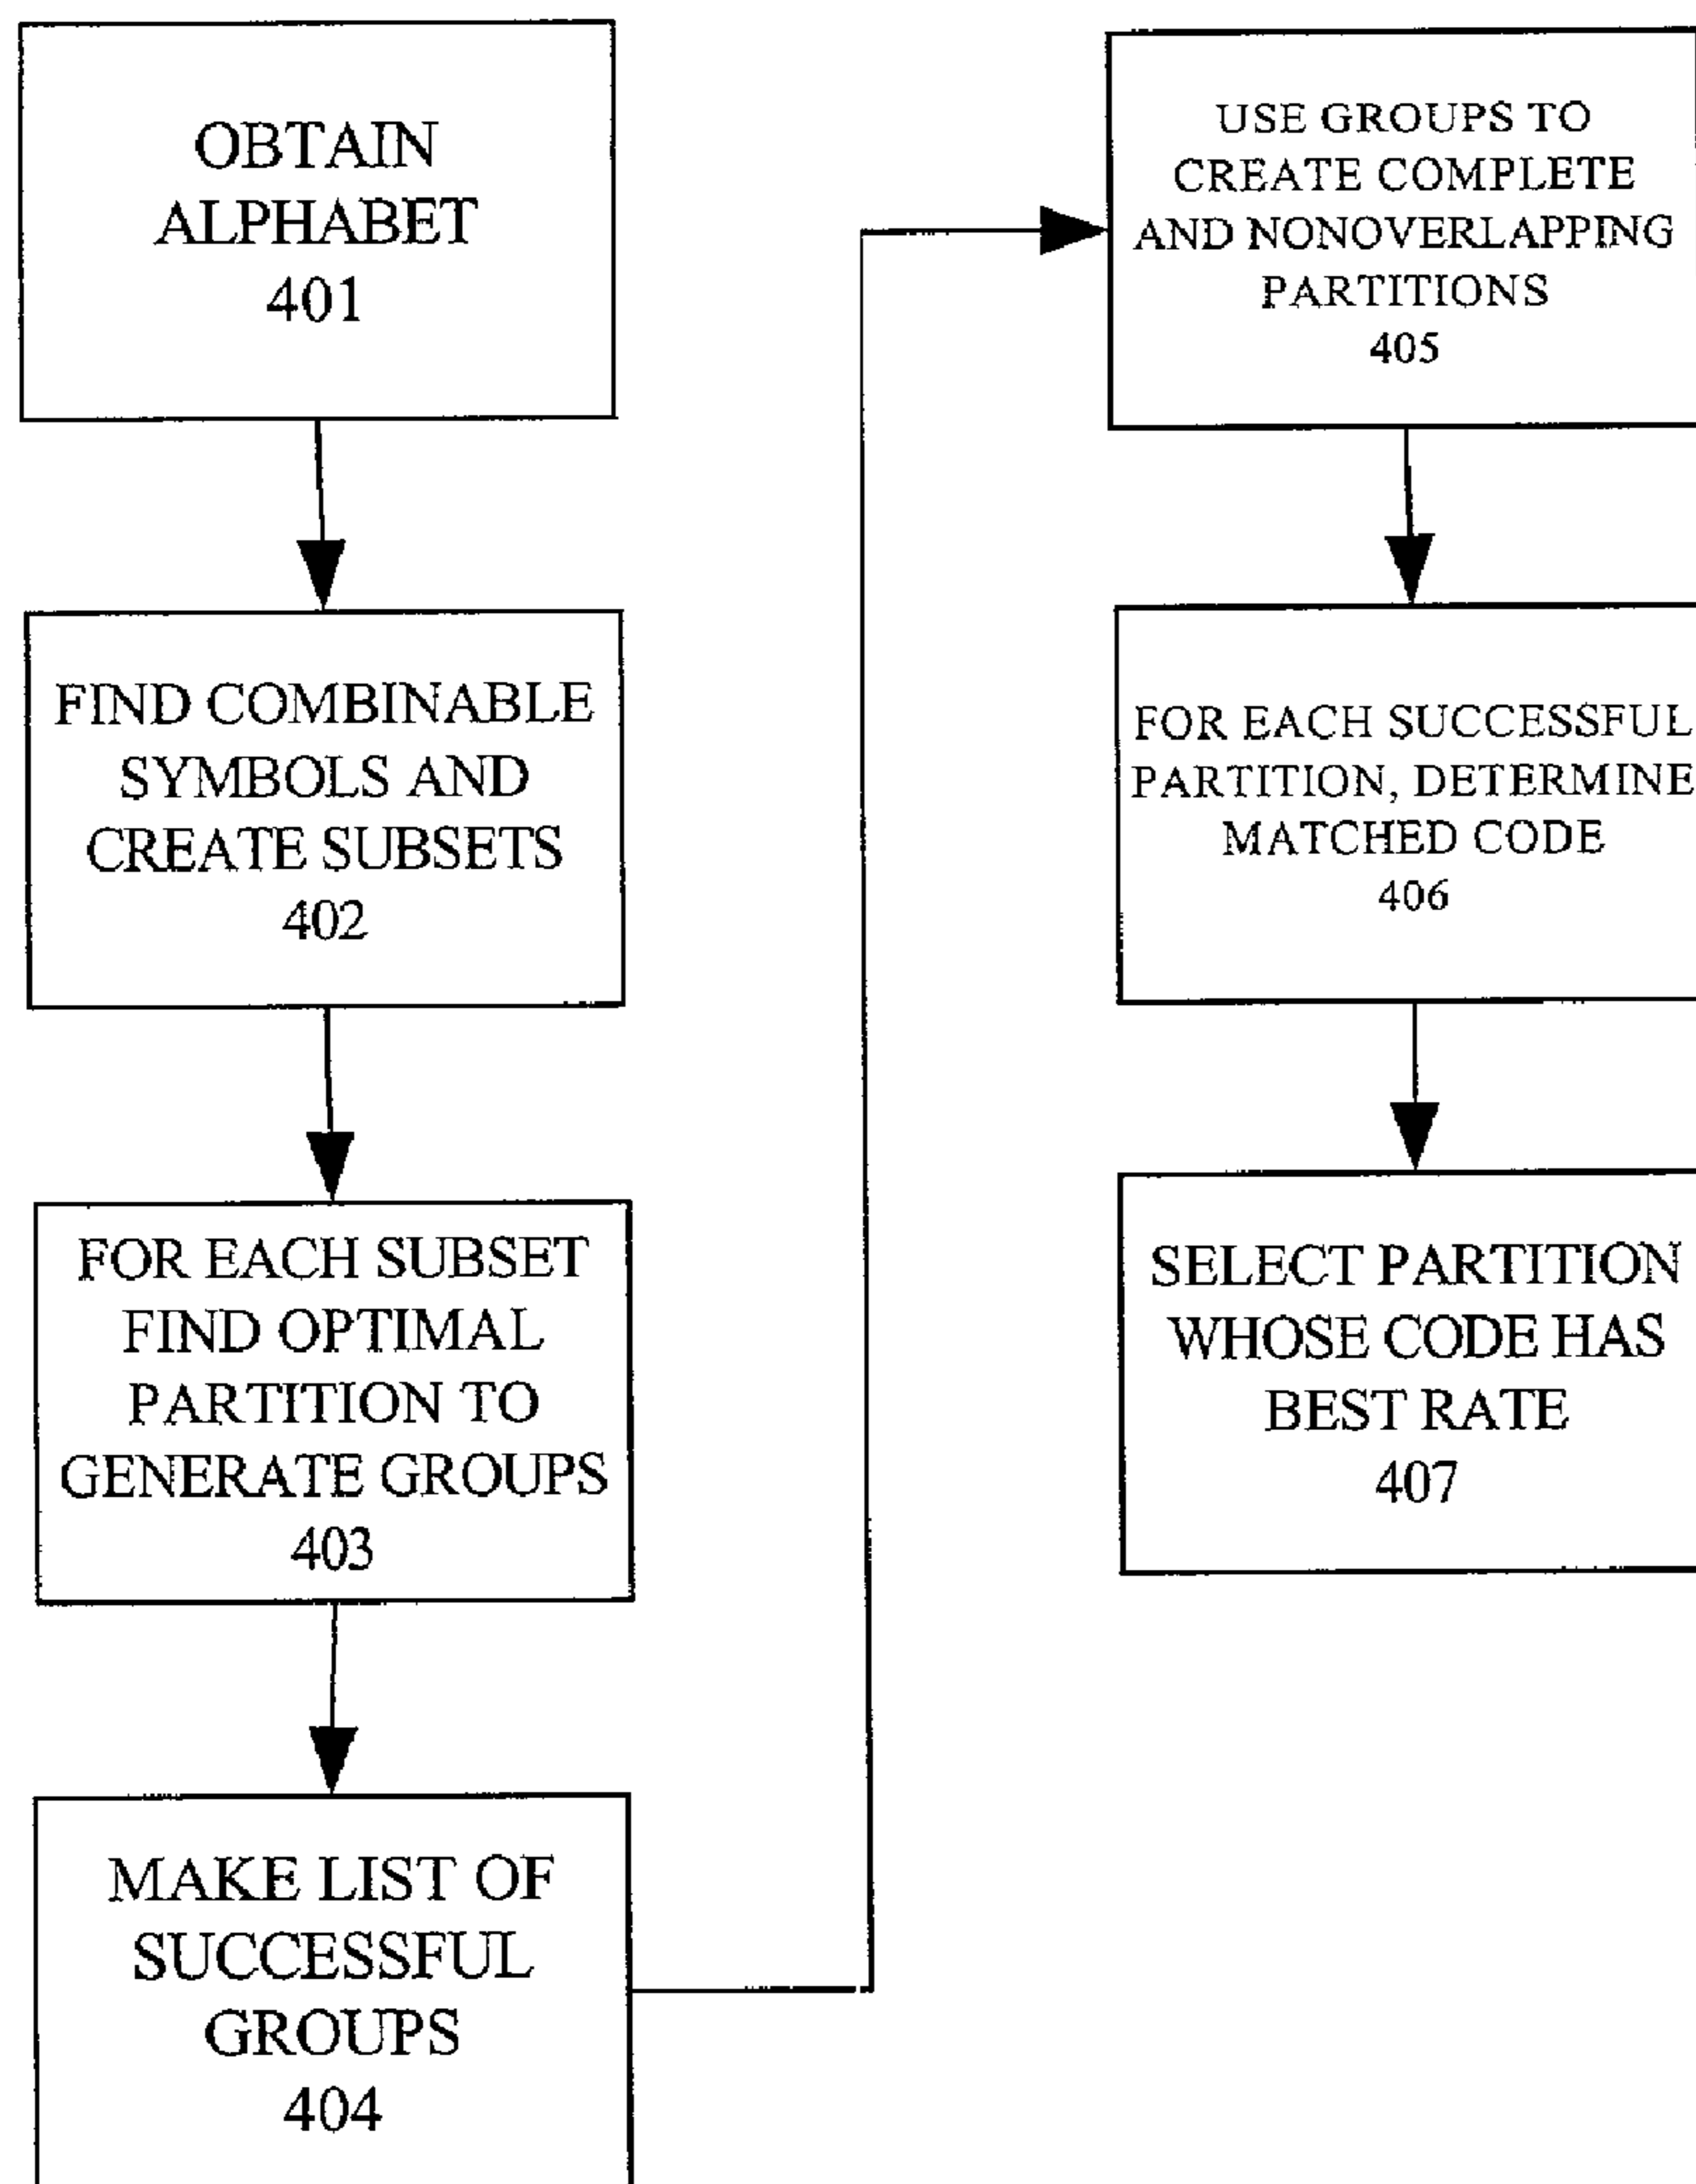 OBTAIN
ALPHABET
401
FIND COMBINABLE
SYMBOLS AND
CREATE SUBSETS
402
FOR EACH SUBSET
FIND OPTIMAL
PARTITION TO
GENERATE GROUPS
403
MAKE LIST OF
SUCCESSFUL
GROUPS
404
USE GROUPS TO
CREATE COMPLETE
AND NONOVERLAPPING
PARTITIONS
405
FOR EACH SUCCESSFUL
PARTITION, DETERMINE
MATCHED CODE
406
SELECT PARTITION
WHOSE CODE HAS
BEST RATE
407